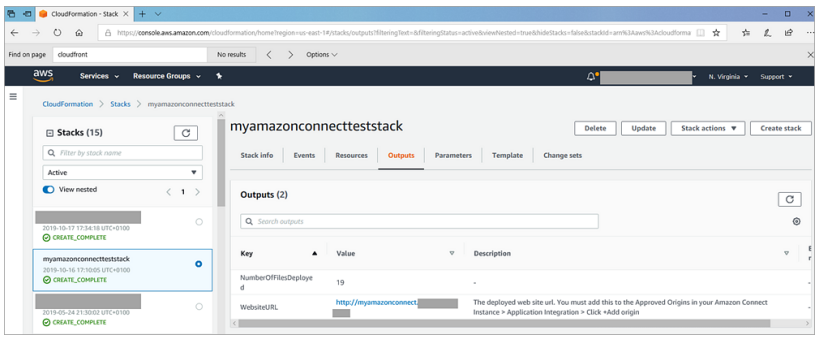 CloudFormation - Stack
https://console.aws.amazon.com/cloudformation/home?region=us-east-1#/stacks/outputs?filteringText=&filteringStatus=active&viewNested=true&hideStacks=false&stackId=arn%3Aaws%3Acloudforma
Find on page cloudfront No results Options
aws Services Resource Groups N. Virginia Support
CloudFormation > Stacks > myamazonconnectteststack
Stacks (15)
Filter by stack name
Active
View nested 1
2019-10-17 17:34:18 UTC+0100
CREATE_COMPLETE
myamazonconnectteststack
2019-10-16 17:10:05 UTC+0100
CREATE_COMPLETE
2019-05-24 21:30:02 UTC+0100
CREATE_COMPLETE
myamazonconnectteststack
Delete Update Stack actions Create stack
Stack info Events Resources Outputs Parameters Template Change sets
Outputs (2)
Search outputs
Key Value Description
NumberOfFilesDeploye
d
19 - -
WebsiteURL http://myamazonconnect. The deployed web site url. You must add this to the Approved Origins in your Amazon Connect
Instance > Application Integration > Click +Add origin -